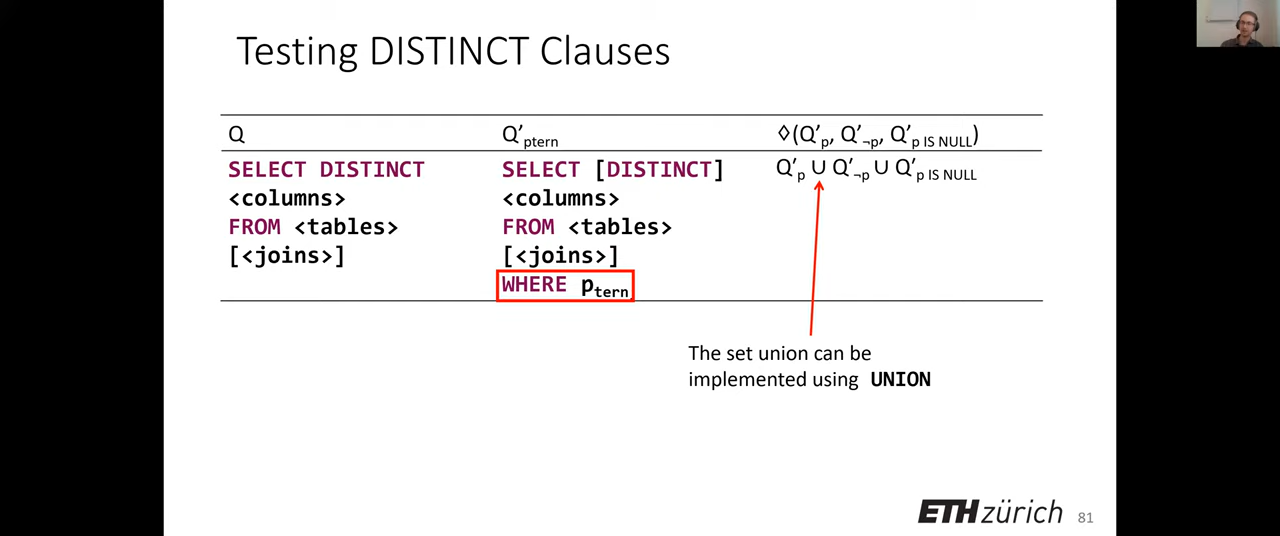 Testing DISTINCT Clauses
Q Q’ptern ◊(Q’p, Q’¬p, Q’p IS NULL)
SELECT DISTINCT SELECT [DISTINCT] Q’p ∪ Q’¬p ∪ Q’p IS NULL
<columns> <columns>
FROM <tables> FROM <tables>
[<joins>] [<joins>]
WHERE ptern
The set union can be
implemented using UNION
ETH zürich 81